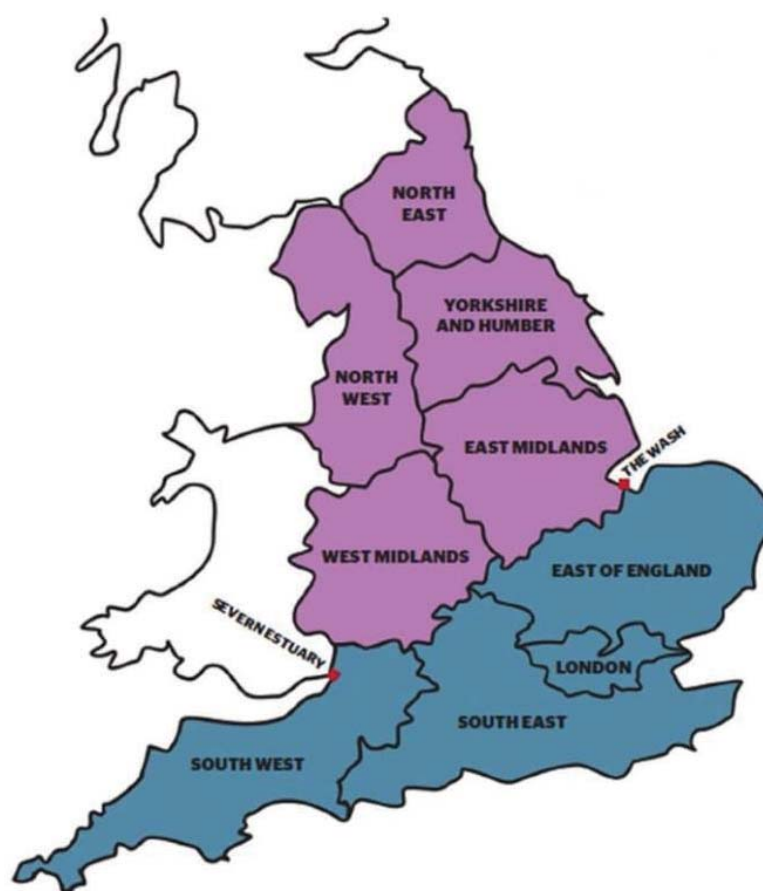 NORTH
EAST
YORKSHIRE
AND HUMBER
NORTH
WEST
EAST MIDLANDS
THE WASH
WEST MIDLANDS
EAST OF ENGLAND
SEVERN ESTUARY
LONDON
SOUTH EAST
SOUTH WEST